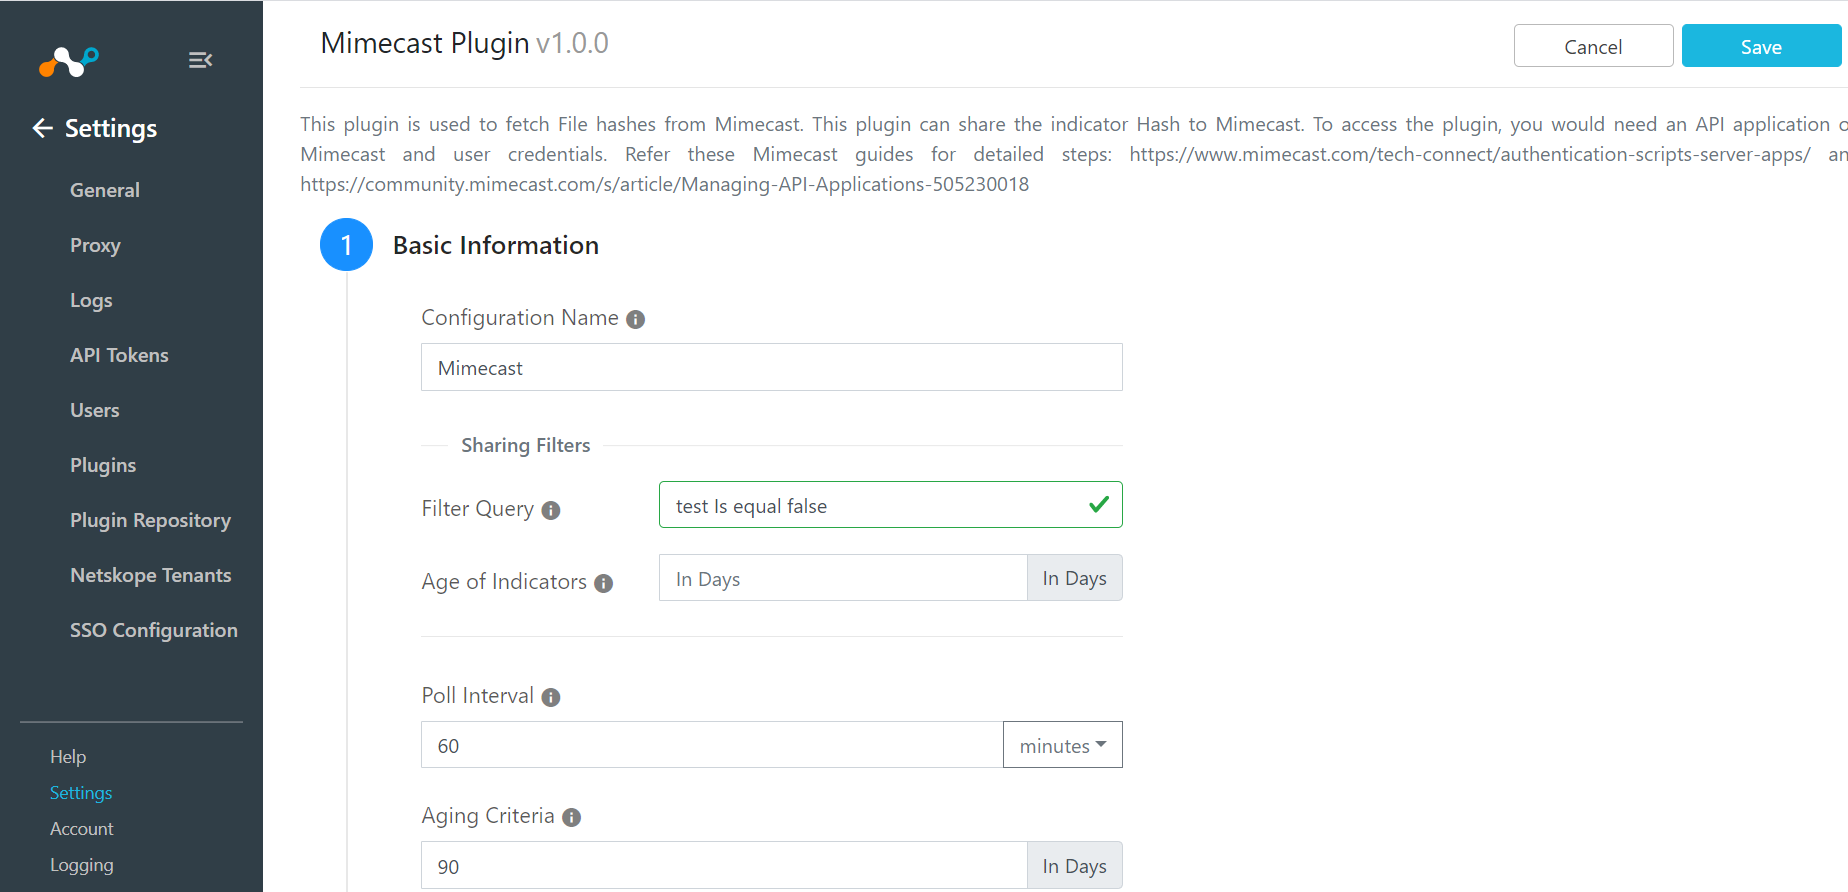 Mimecast Plugin v1.0.0
Cancel
Save
Settings
General
Proxy
Logs
API Tokens
Users
Plugins
Plugin Repository
Netskope Tenants
SSO Configuration
Help
Settings
Account
Logging
This plugin is used to fetch File hashes from Mimecast. This plugin can share the indicator Hash to Mimecast. To access the plugin, you would need an API application
Mimecast and user credentials. Refer these Mimecast guides for detailed steps: https://www.mimecast.com/tech-connect/authentication-scripts-server-apps/
https://community.mimecast.com/s/article/Managing-API-Applications-505230018
1 Basic Information
Configuration Name
Mimecast
Sharing Filters
Filter Query
test Is equal false
Age of Indicators
In Days
In Days
Poll Interval
60
minutes
Aging Criteria
90
In Days